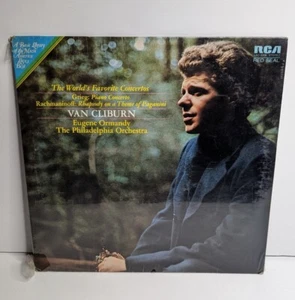 RCA
RED SEAL
The World's Favorite Concertos
Grieg: Piano Concerto
Rachmaninoff: Rhapsody on a Theme of Paganini
VAN CLIBURN
Eugene Ormandy
The Philadelphia Orchestra